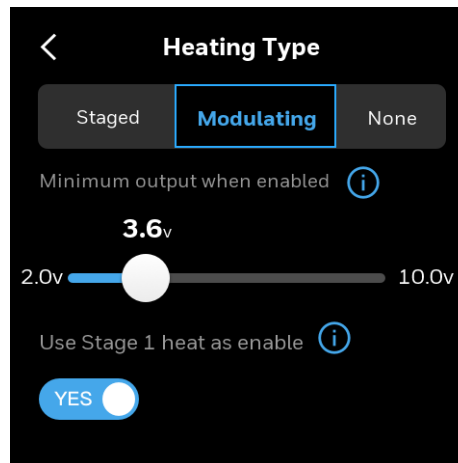 Heating Type
Staged Modulating None
Minimum output when enabled
3.6v
2.0v 10.0v
Use Stage 1 heat as enable
YES